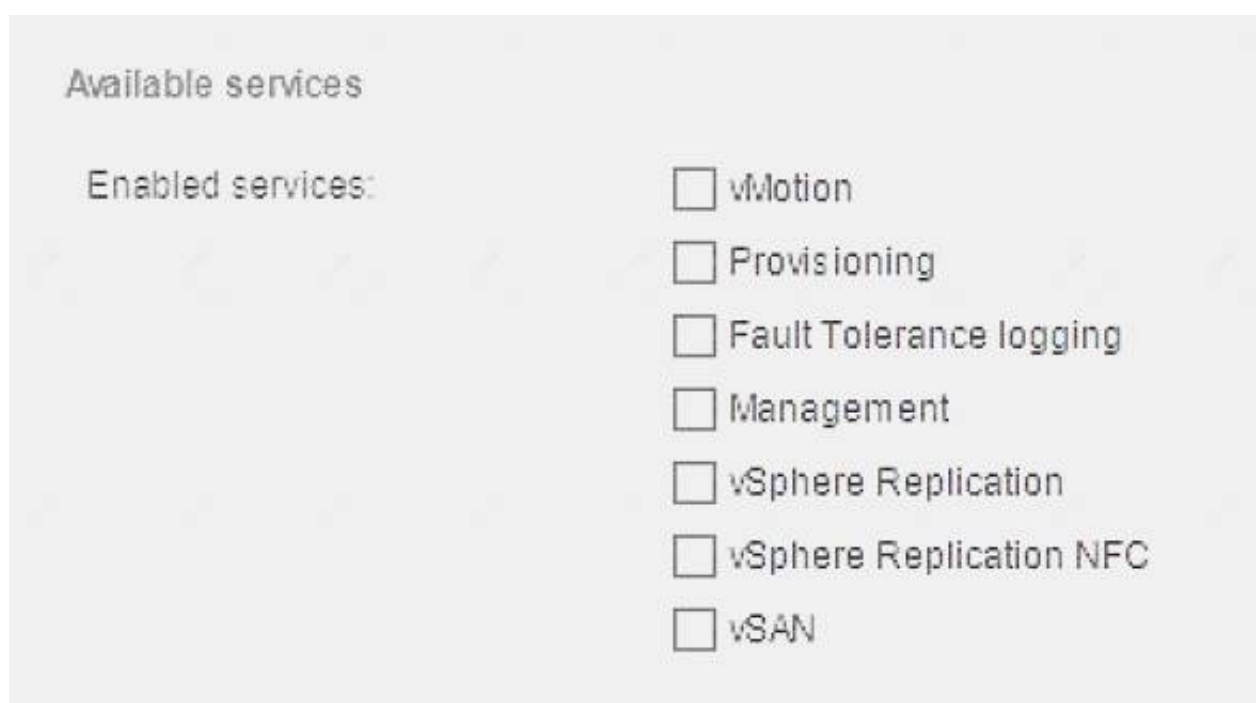 Available services
Enabled services:
vMotion
Provisioning
Fault Tolerance logging
Management
vSphere Replication
vSphere Replication NFC
vSAN